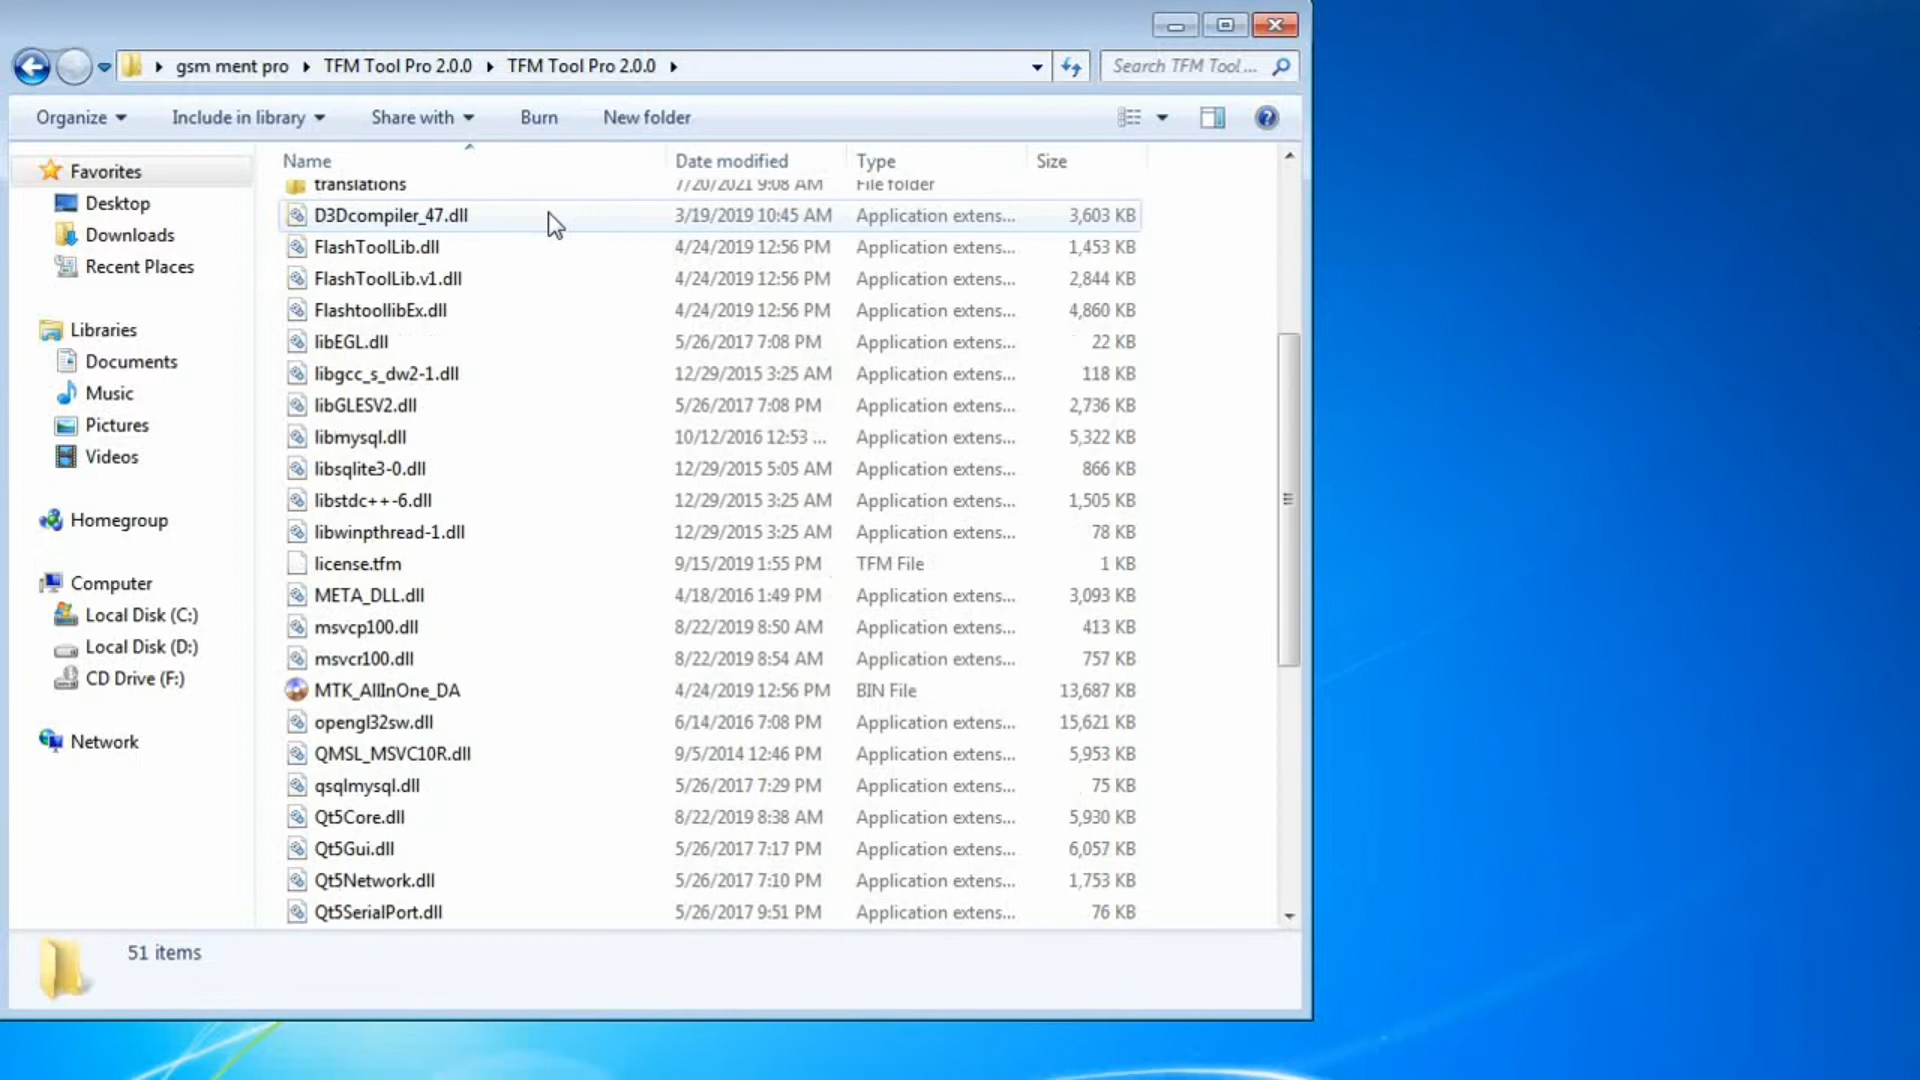 gsm ment pro TFM Tool Pro 2.0.0 TFM Tool Pro 2.0.0 Search TFM Tool ...
Organize Include in library Share with Burn New folder
Favorites
Desktop
Downloads
Recent Places
Libraries
Documents
Music
Pictures
Videos
Homegroup
Computer
Local Disk (C:)
Local Disk (D:)
CD Drive (F:)
Network
Name Date modified Type Size
translations 7/20/2021 9:08 AM File folder
D3Dcompiler_47.dll 3/19/2019 10:45 AM Application extens... 3,603 KB
FlashToolLib.dll 4/24/2019 12:56 PM Application extens... 1,453 KB
FlashToolLib.v1.dll 4/24/2019 12:56 PM Application extens... 2,844 KB
FlashtoollibEx.dll 4/24/2019 12:56 PM Application extens... 4,860 KB
libEGL.dll 5/26/2017 7:08 PM Application extens... 22 KB
libgcc_s_dw2-1.dll 12/29/2015 3:25 AM Application extens... 118 KB
libGLESV2.dll 5/26/2017 7:08 PM Application extens... 2,736 KB
libmysql.dll 10/12/2016 12:53 ... Application extens... 5,322 KB
libsqlite3-0.dll 12/29/2015 5:05 AM Application extens... 866 KB
libstdc++-6.dll 12/29/2015 3:25 AM Application extens... 1,505 KB
libwinpthread-1.dll 12/29/2015 3:25 AM Application extens... 78 KB
license.tfm 9/15/2019 1:55 PM TFM File 1 KB
META_DLL.dll 4/18/2016 1:49 PM Application extens... 3,093 KB
msvcp100.dll 8/22/2019 8:50 AM Application extens... 413 KB
msvcr100.dll 8/22/2019 8:54 AM Application extens... 757 KB
MTK_AllInOne_DA 4/24/2019 12:56 PM BIN File 13,687 KB
opengl32sw.dll 6/14/2016 7:08 PM Application extens... 15,621 KB
QMSL_MSVC10R.dll 9/5/2014 12:46 PM Application extens... 5,953 KB
qsqlmysql.dll 5/26/2017 7:29 PM Application extens... 75 KB
Qt5Core.dll 8/22/2019 8:38 AM Application extens... 5,930 KB
Qt5Gui.dll 5/26/2017 7:17 PM Application extens... 6,057 KB
Qt5Network.dll 5/26/2017 7:10 PM Application extens... 1,753 KB
Qt5SerialPort.dll 5/26/2017 9:51 PM Application extens... 76 KB
51 items